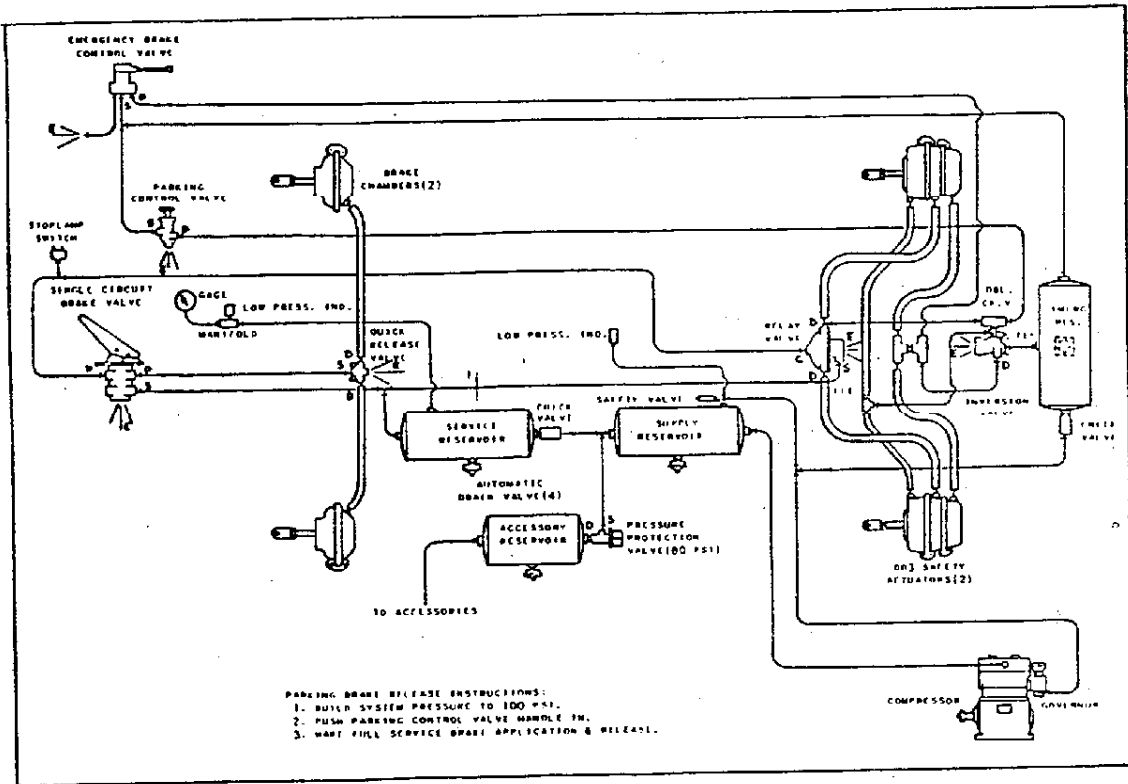 EMERGENCY BRAKE
CONTROL VALVE
BRAKE
CHAMBERS(2)
PARKING
CONTROL VALVE
STOPLAMP
SWITCH
SINGLE CIRCUIT
BRAKE VALVE
GAGE
LOW PRESS. IND.
MANIFOLD
QUICK
RELEASE
VALVE
LOW PRESS. IND.
RELAY
VALVE
DBL.
CK. V
INVERSION
VALVE
CHECK
VALVE
SAFETY VALVE
SERVICE
RESERVOIR
CHECK
VALVE
SUPPLY
RESERVOIR
AUTOMATIC
DRAIN VALVE(4)
ACCESSORY
RESERVOIR
D
S
PRESSURE
PROTECTION
VALVE(80 PSI)
DD3 SAFETY
ACTUATORS(2)
TO ACCESSORIES
COMPRESSOR
GOVERNOR
PARKING BRAKE RELEASE INSTRUCTIONS:
1. BUILD SYSTEM PRESSURE TO 100 PSI.
2. PUSH PARKING CONTROL VALVE HANDLE IN.
3. MAKE FULL SERVICE BRAKE APPLICATION & RELEASE.